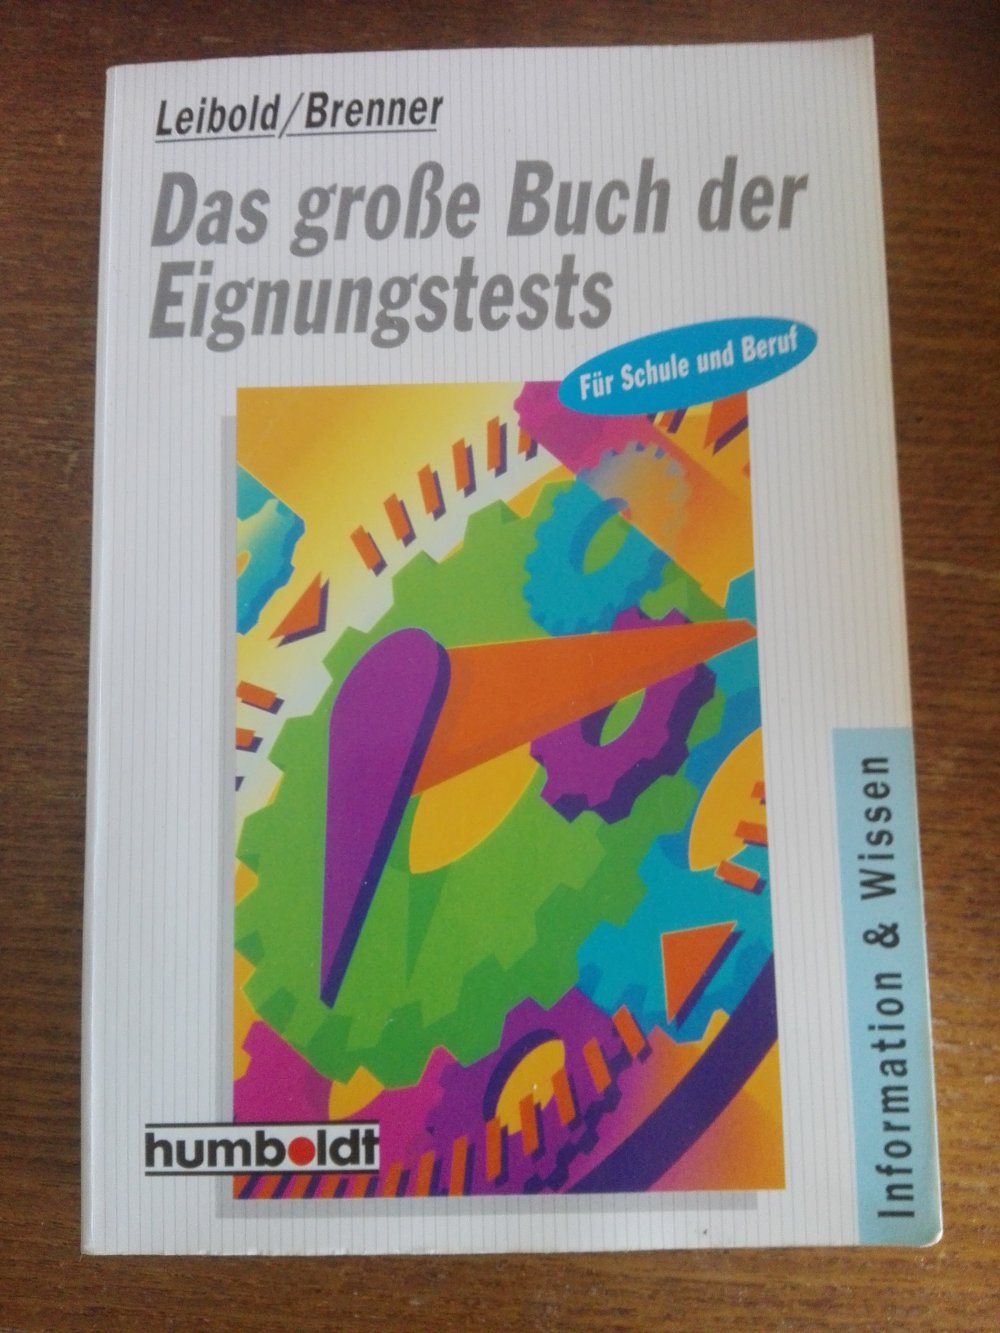 Leibold/Brenner
Das große Buch der
Eignungstests
Für Schule und Beruf
Information & Wissen
humboldt